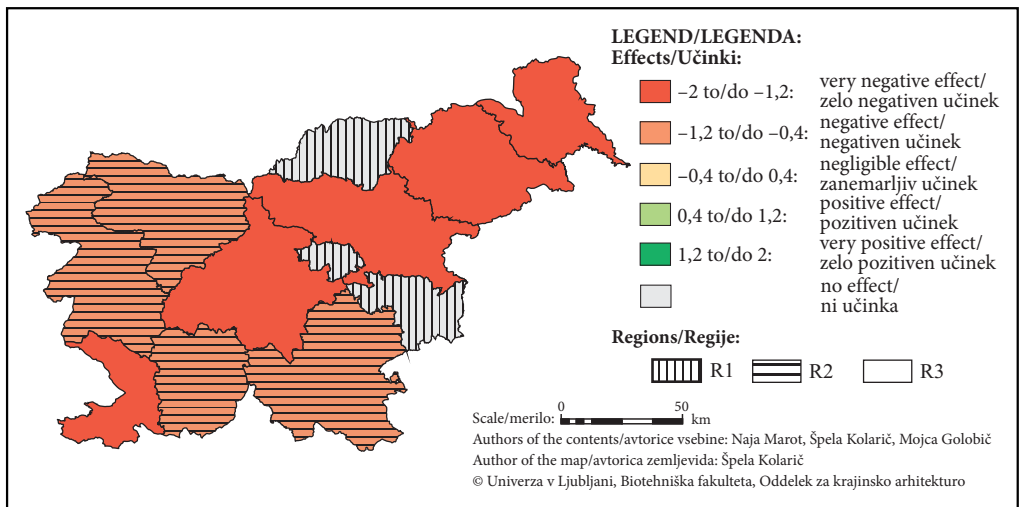 LEGEND/LEGENDA:
Effects/Učinki:
–2 to/do –1,2: very negative effect/
zelo negativen učinek
–1,2 to/do –0,4: negative effect/
negativen učinek
–0,4 to/do 0,4: negligible effect/
zanemarljiv učinek
0,4 to/do 1,2: positive effect/
pozitiven učinek
1,2 to/do 2: very positive effect/
zelo pozitiven učinek
no effect/
ni učinka
Regions/Regije:
R1 R2 R3
Scale/merilo: 0 50 km
Authors of the contents/avtorice vsebine: Naja Marot, Špela Kolarič, Mojca Golobič
Author of the map/avtorica zemljevida: Špela Kolarič
© Univerza v Ljubljani, Biotehniška fakulteta, Oddelek za krajinsko arhitekturo